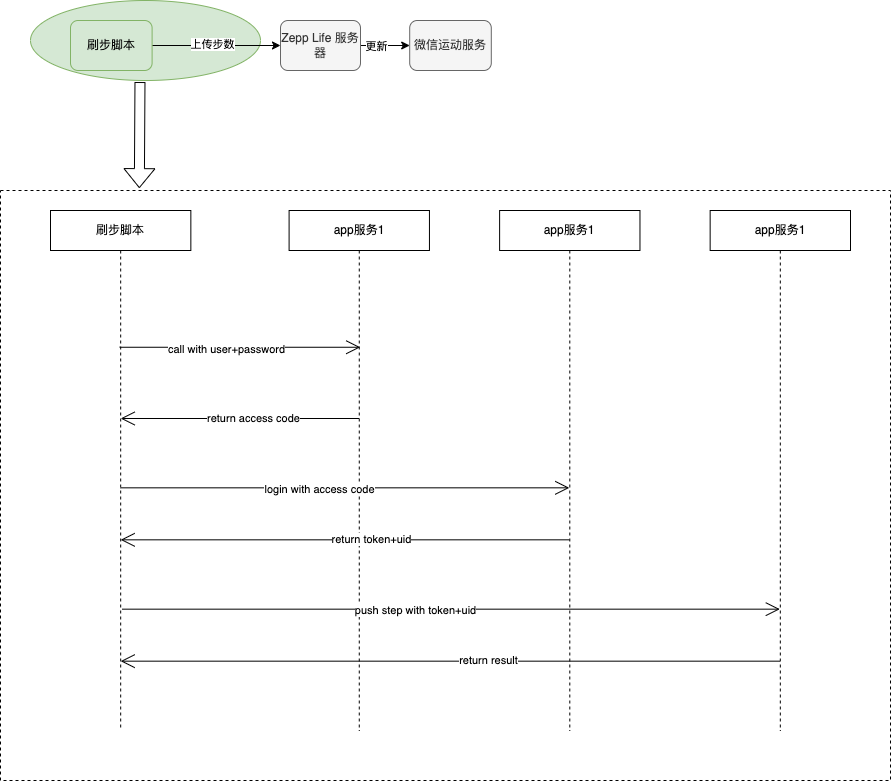 刷步脚本
上传步数
Zepp Life 服务
器
更新
微信运动服务
刷步脚本
app服务1
app服务1
app服务1
call with user+password
return access code
login with access code
return token+uid
push step with token+uid
return result